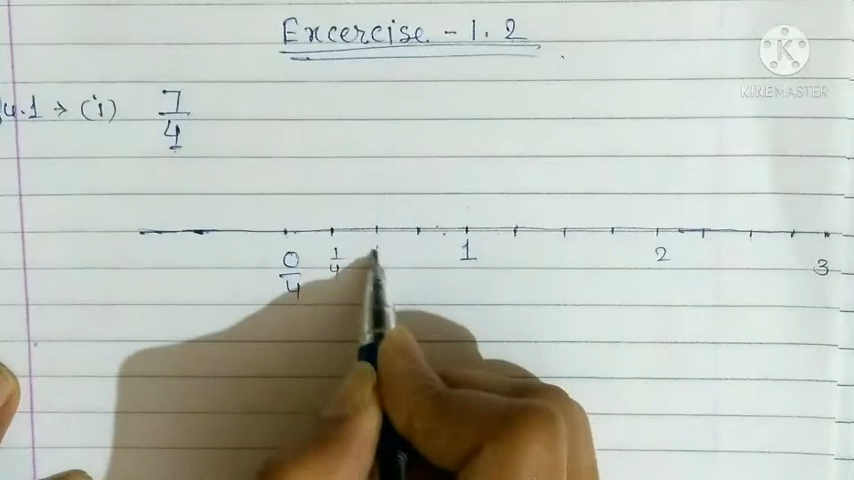 Excercise - 1.2
.1 → (i) 7/4
0/4 1/4 1 2 3
KINEMASTER